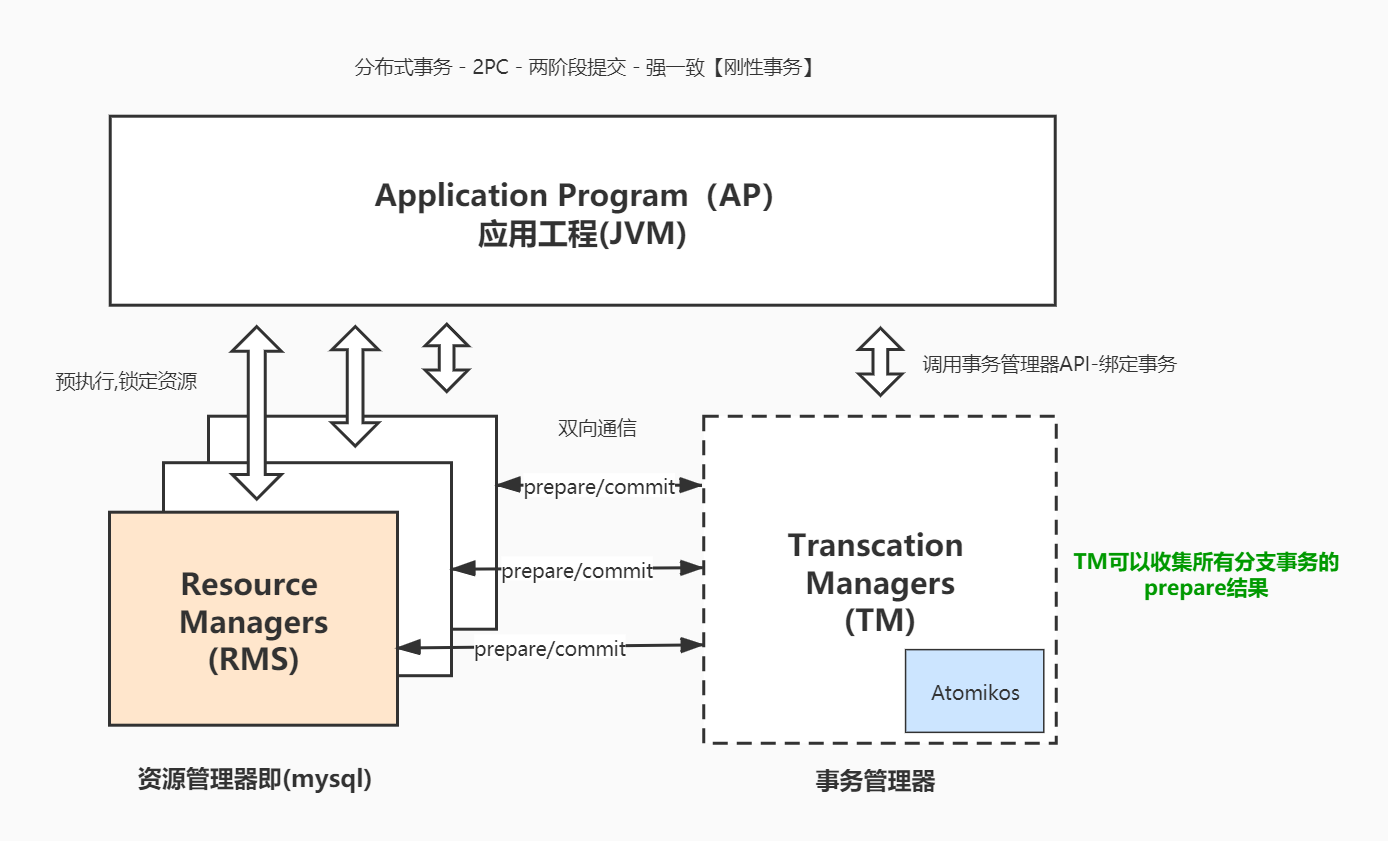 分布式事务 - 2PC - 两阶段提交 - 强一致【刚性事务】
Application Program（AP）
应用工程(JVM)
预执行,锁定资源
调用事务管理器API-绑定事务
双向通信
prepare/commit
prepare/commit
prepare/commit
Resource
Managers
(RMS)
Transcation
Managers
(TM)
Atomikos
TM可以收集所有分支事务的
prepare结果
资源管理器即(mysql)
事务管理器